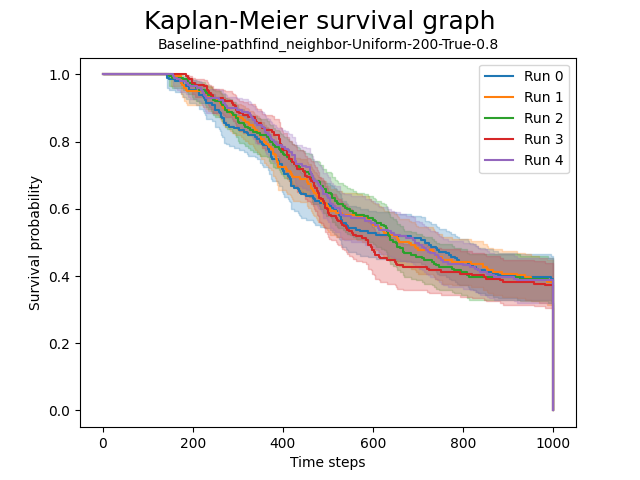 Kaplan-Meier survival graph
Baseline-pathfind_neighbor-Uniform-200-True-0.8
Survival probability
1.0
0.8
0.6
0.4
0.2
0.0
Run 0
Run 1
Run 2
Run 3
Run 4
0 200 400 600 800 1000
Time steps